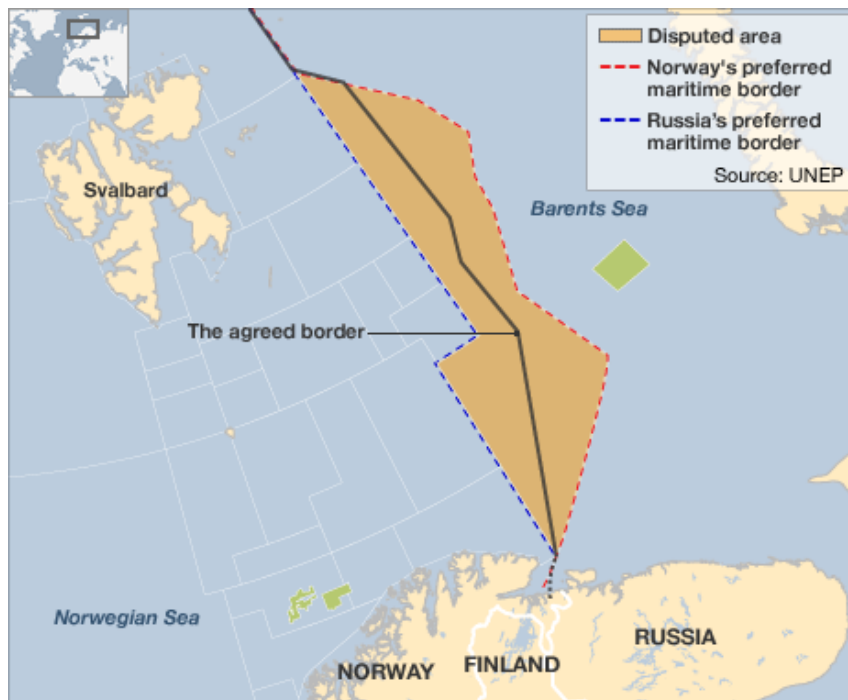 Disputed area
Norway's preferred
maritime border
Russia's preferred
maritime border
Source: UNEP
Svalbard
Barents Sea
The agreed border
Norwegian Sea
NORWAY
FINLAND
RUSSIA